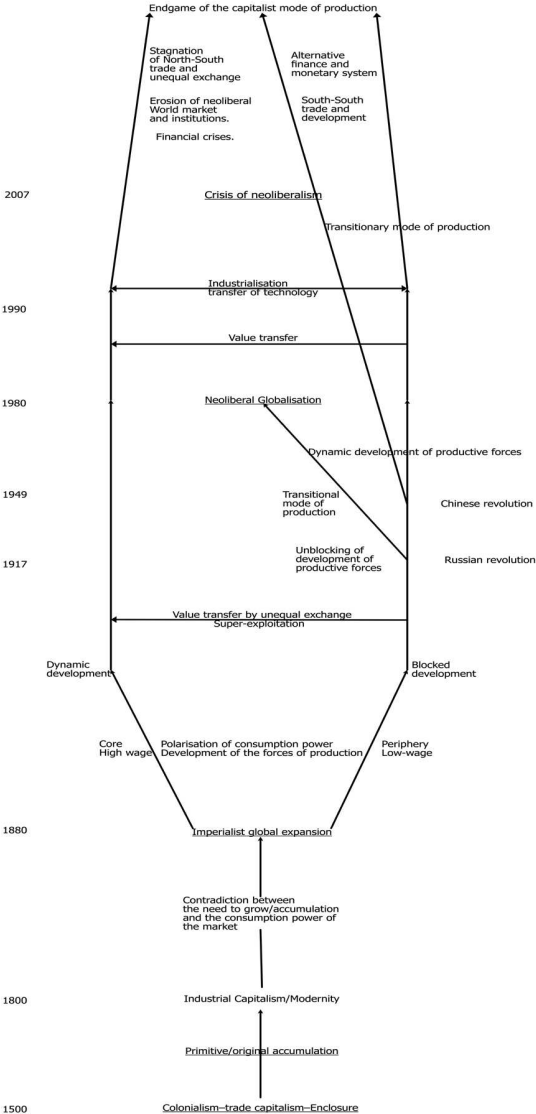 Endgame of the capitalist mode of production
Stagnation
of North-South
trade and
unequal exchange
Alternative
finance and
monetary system
Erosion of neoliberal
World market
and institutions.
South-South
trade and
development
Financial crises.
2007
Crisis of neoliberalism
Transitionary mode of production
Industrialisation
transfer of technology
1990
Value transfer
1980
Neoliberal Globalisation
Dynamic development of productive forces
1949
Transitional
mode of
production
Chinese revolution
Unblocking of
development of
productive forces
1917
Russian revolution
Value transfer by unequal exchange
Super-exploitation
Dynamic
development
Blocked
development
Core
High wage
Polarisation of consumption power
Development of the forces of production
Periphery
Low-wage
1880
Imperialist global expansion
Contradiction between
the need to grow/accumulation
and the consumption power of
the market
1800
Industrial Capitalism/Modernity
Primitive/original accumulation
1500
Colonialism—trade capitalism—Enclosure